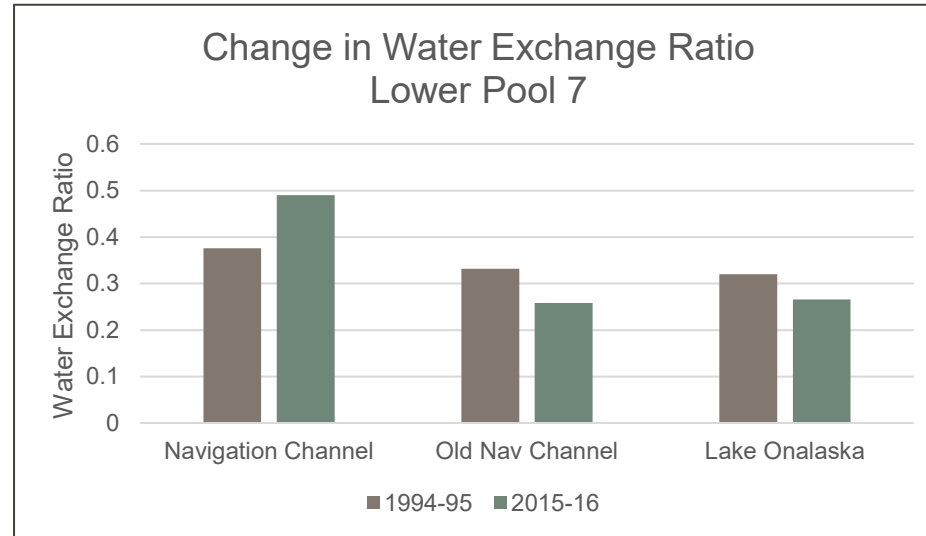 Change in Water Exchange Ratio
Lower Pool 7
Water Exchange Ratio
0.6
0.5
0.4
0.3
0.2
0.1
0
Navigation Channel Old Nav Channel Lake Onalaska
1994-95 2015-16